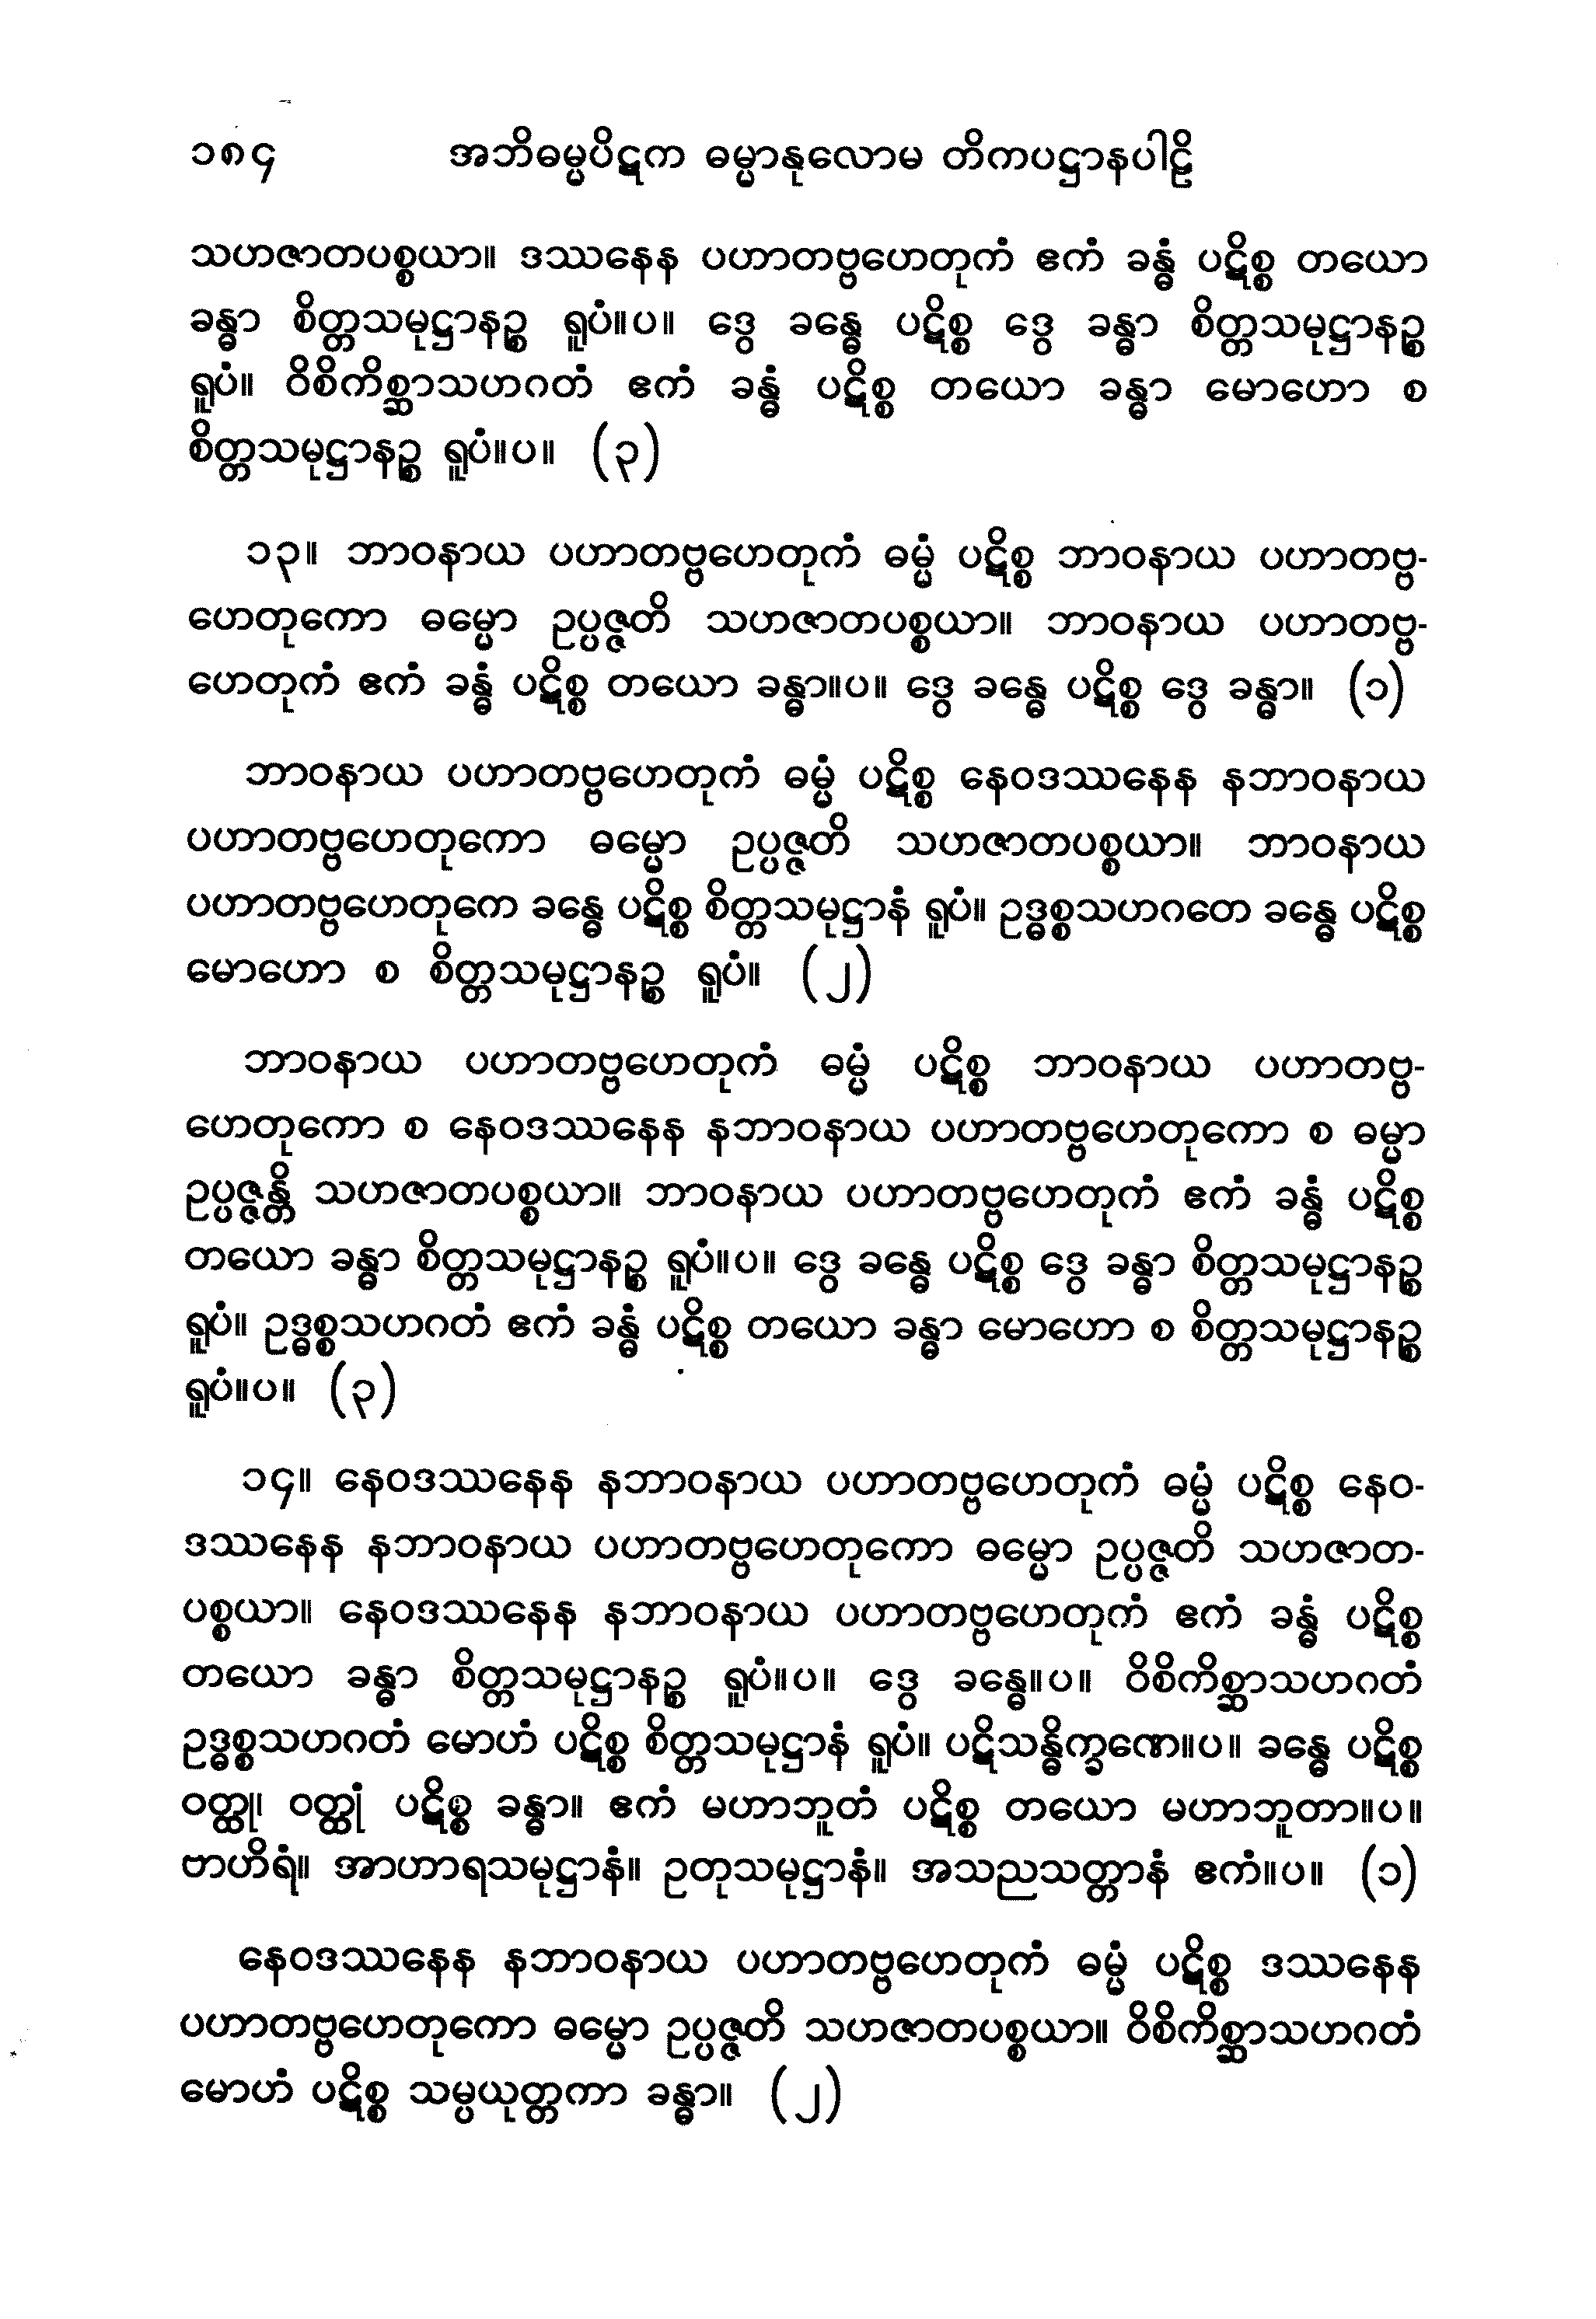 ၁၈၄ အဘိဓမ္မပိဋက ဓမ္မာနုလောမ တိကပဋ္ဌာနပါဠိ
သဟဇာတပစ္စယာ။ ဒဿနေန ပဟာတဗ္ဗဟေတုကံ ဧကံ ခန္ဓံ ပဋိစ္စ တယော
ခန္ဓာ စိတ္တသမုဋ္ဌာနဉ္စ ရူပံ။ပ။ ဒွေ ခန္ဓေ ပဋိစ္စ ဒွေ ခန္ဓာ စိတ္တသမုဋ္ဌာနဉ္စ
ရူပံ။ ဝိစိကိစ္ဆာသဟဂတံ ဧကံ ခန္ဓံ ပဋိစ္စ တယော ခန္ဓာ မောဟော စ
စိတ္တသမုဋ္ဌာနဉ္စ ရူပံ။ပ။ (၃)
၁၃။ ဘာဝနာယ ပဟာတဗ္ဗဟေတုကံ ဓမ္မံ ပဋိစ္စ ဘာဝနာယ ပဟာတဗ္ဗ-
ဟေတုကော ဓမ္မော ဥပ္ပဇ္ဇတိ သဟဇာတပစ္စယာ။ ဘာဝနာယ ပဟာတဗ္ဗ-
ဟေတုကံ ဧကံ ခန္ဓံ ပဋိစ္စ တယော ခန္ဓာ။ပ။ ဒွေ ခန္ဓေ ပဋိစ္စ ဒွေ ခန္ဓာ။ (၁)
ဘာဝနာယ ပဟာတဗ္ဗဟေတုကံ ဓမ္မံ ပဋိစ္စ နေဝဒဿနေန နဘာဝနာယ
ပဟာတဗ္ဗဟေတုကော ဓမ္မော ဥပ္ပဇ္ဇတိ သဟဇာတပစ္စယာ။ ဘာဝနာယ
ပဟာတဗ္ဗဟေတုကေ ခန္ဓေ ပဋိစ္စ စိတ္တသမုဋ္ဌာနံ ရူပံ။ ဥဒ္ဓစ္စသဟဂတေ ခန္ဓေ ပဋိစ္စ
မောဟော စ စိတ္တသမုဋ္ဌာနဉ္စ ရူပံ။ (၂)
ဘာဝနာယ ပဟာတဗ္ဗဟေတုကံ ဓမ္မံ ပဋိစ္စ ဘာဝနာယ ပဟာတဗ္ဗ-
ဟေတုကော စ နေဝဒဿနေန နဘာဝနာယ ပဟာတဗ္ဗဟေတုကော စ ဓမ္မာ
ဥပ္ပဇ္ဇန္တိ သဟဇာတပစ္စယာ။ ဘာဝနာယ ပဟာတဗ္ဗဟေတုကံ ဧကံ ခန္ဓံ ပဋိစ္စ
တယော ခန္ဓာ စိတ္တသမုဋ္ဌာနဉ္စ ရူပံ။ပ။ ဒွေ ခန္ဓေ ပဋိစ္စ ဒွေ ခန္ဓာ စိတ္တသမုဋ္ဌာနဉ္စ
ရူပံ။ ဥဒ္ဓစ္စသဟဂတံ ဧကံ ခန္ဓံ ပဋိစ္စ တယော ခန္ဓာ မောဟော စ စိတ္တသမုဋ္ဌာနဉ္စ
ရူပံ။ပ။ (၃)
၁၄။ နေဝဒဿနေန နဘာဝနာယ ပဟာတဗ္ဗဟေတုကံ ဓမ္မံ ပဋိစ္စ နေဝ-
ဒဿနေန နဘာဝနာယ ပဟာတဗ္ဗဟေတုကော ဓမ္မော ဥပ္ပဇ္ဇတိ သဟဇာတ-
ပစ္စယာ။ နေဝဒဿနေန နဘာဝနာယ ပဟာတဗ္ဗဟေတုကံ ဧကံ ခန္ဓံ ပဋိစ္စ
တယော ခန္ဓာ စိတ္တသမုဋ္ဌာနဉ္စ ရူပံ။ပ။ ဒွေ ခန္ဓေ။ပ။ ဝိစိကိစ္ဆာသဟဂတံ
ဥဒ္ဓစ္စသဟဂတံ မောဟံ ပဋိစ္စ စိတ္တသမုဋ္ဌာနံ ရူပံ။ ပဋိသန္ဓိက္ခဏေ။ပ။ ခန္ဓေ ပဋိစ္စ
ဝတ္ထု၊ ဝတ္ထုံ ပဋိစ္စ ခန္ဓာ။ ဧကံ မဟာဘူတံ ပဋိစ္စ တယော မဟာဘူတာ။ပ။
ဗာဟိရံ။ အာဟာရသမုဋ္ဌာနံ။ ဥတုသမုဋ္ဌာနံ။ အသညသတ္တာနံ ဧကံ။ပ။ (၁)
နေဝဒဿနေန နဘာဝနာယ ပဟာတဗ္ဗဟေတုကံ ဓမ္မံ ပဋိစ္စ ဒဿနေန
ပဟာတဗ္ဗဟေတုကော ဓမ္မော ဥပ္ပဇ္ဇတိ သဟဇာတပစ္စယာ။ ဝိစိကိစ္ဆာသဟဂတံ
မောဟံ ပဋိစ္စ သမ္ပယုတ္တကာ ခန္ဓာ။ (၂)